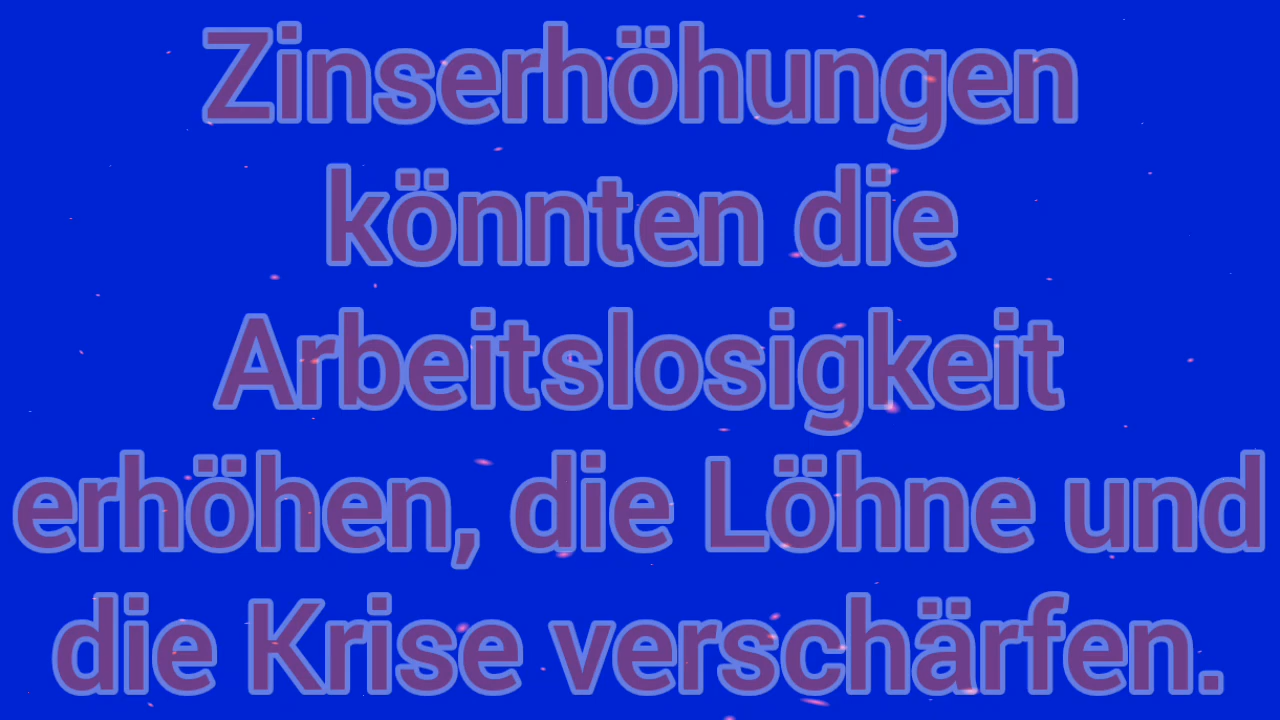 Zinserhöhungen
könnten die
Arbeitslosigkeit
erhöhen, die Löhne und
die Krise verschärfen.